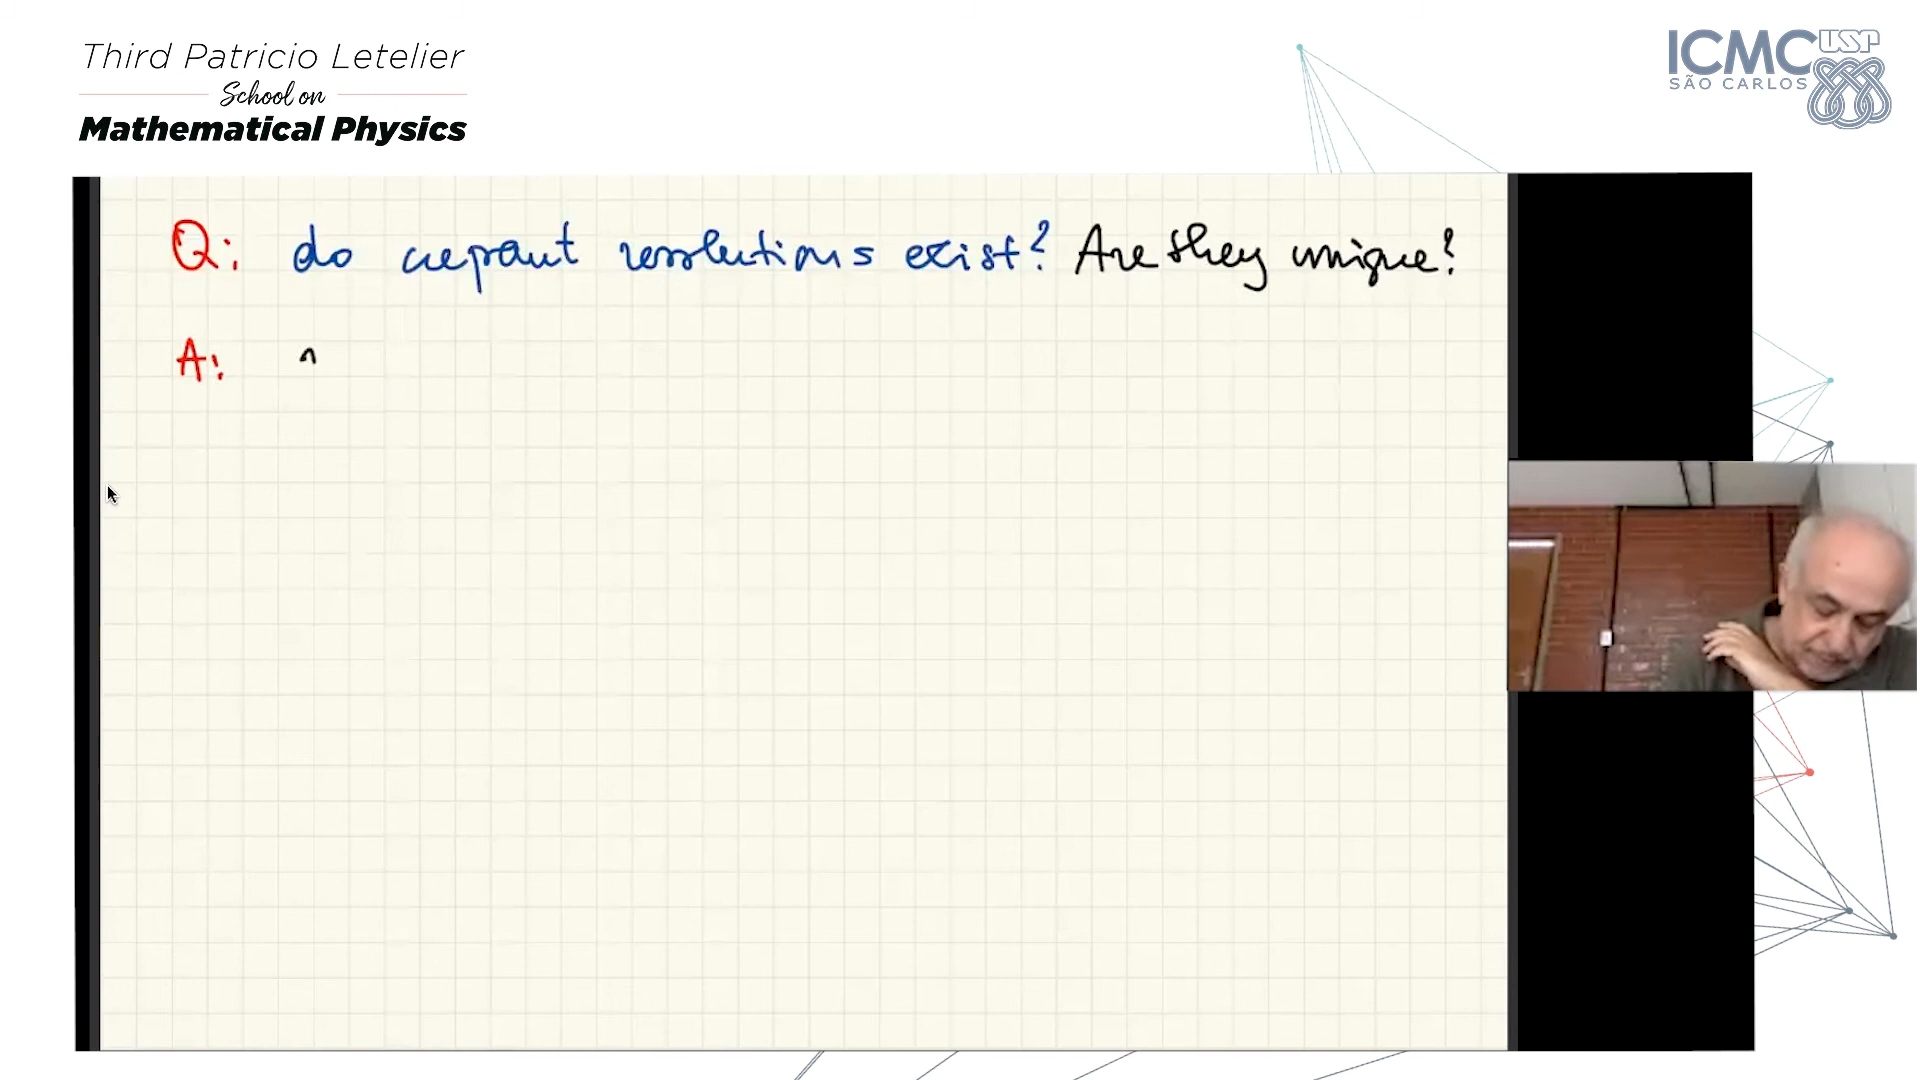 Third Patricio Letelier
School on
Mathematical Physics
ICMC USP
SÃO CARLOS
Q: do crepant resolutions exist? Are they unique?
A: